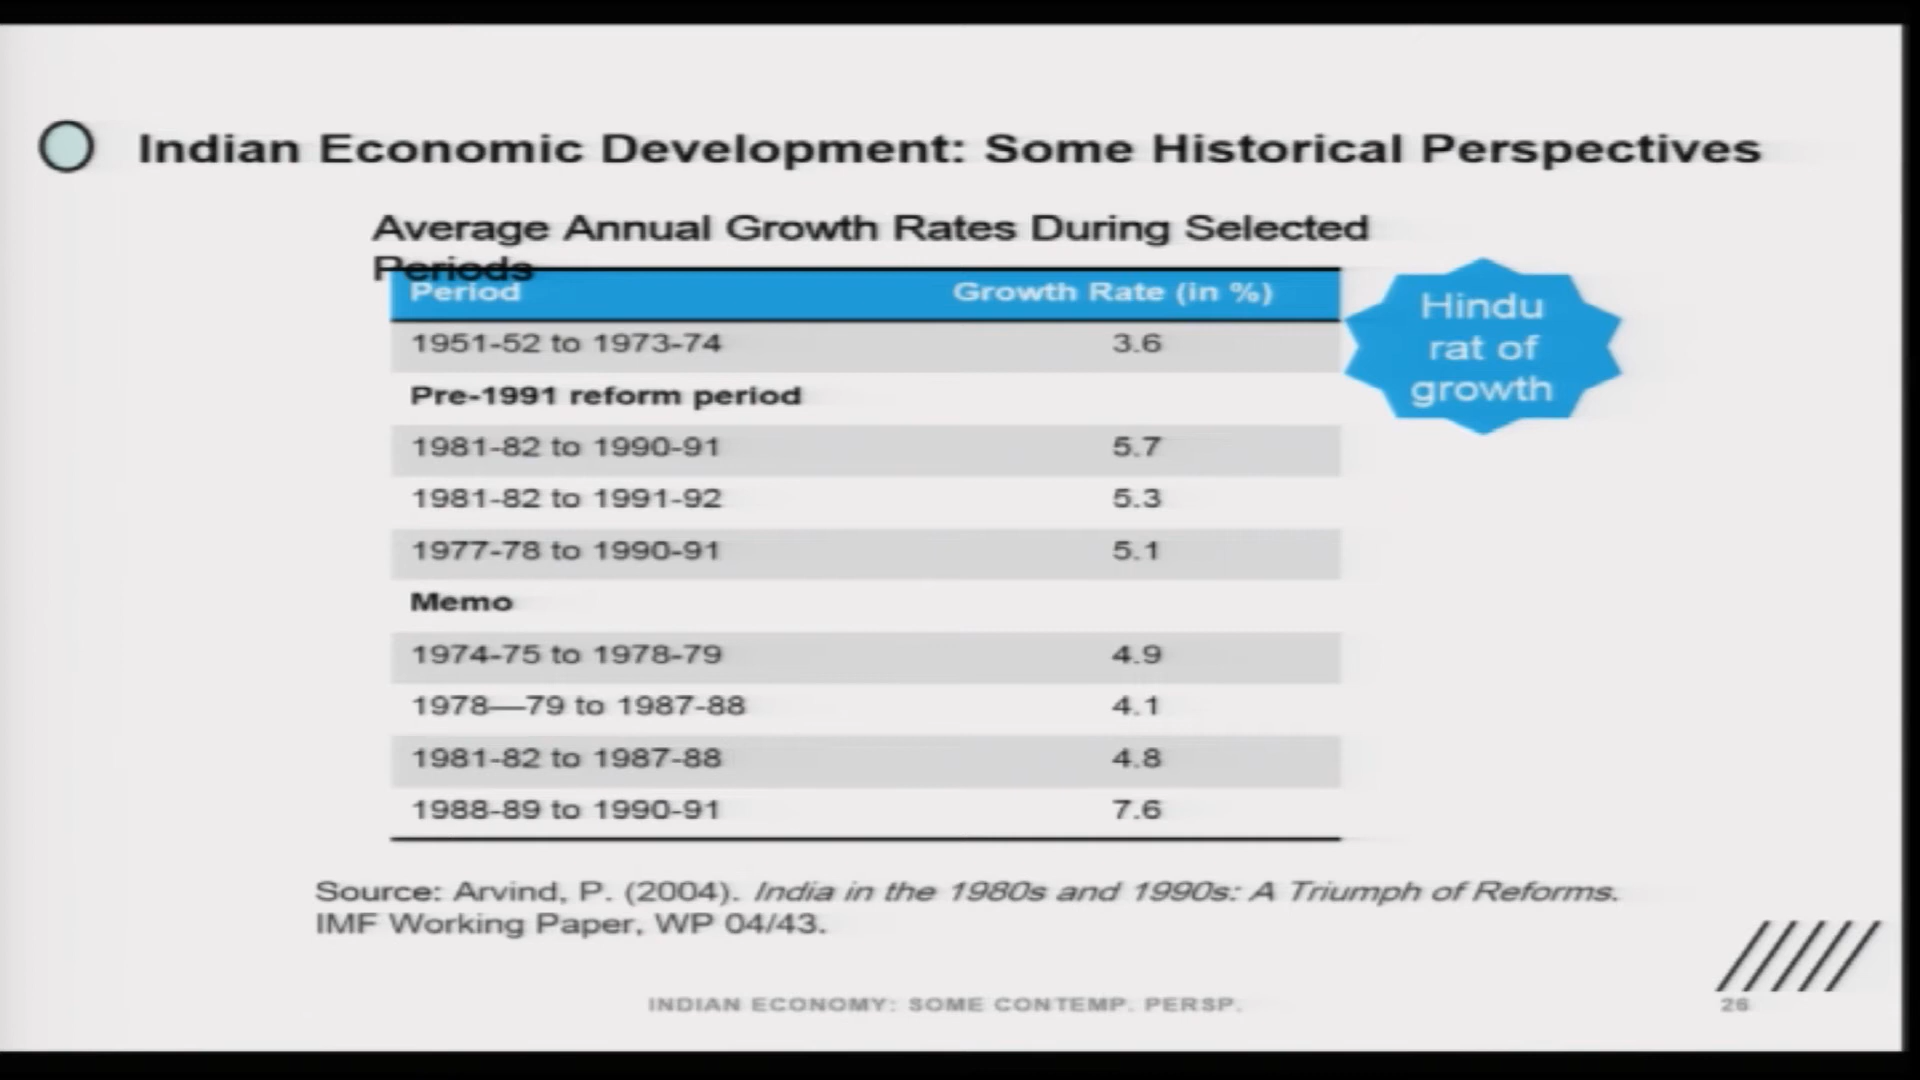 Indian Economic Development: Some Historical Perspectives
Average Annual Growth Rates During Selected
Periods
Period Growth Rate (in %)
1951-52 to 1973-74 3.6
Hindu
rat of
growth
Pre-1991 reform period
1981-82 to 1990-91 5.7
1981-82 to 1991-92 5.3
1977-78 to 1990-91 5.1
Memo
1974-75 to 1978-79 4.9
1978—79 to 1987-88 4.1
1981-82 to 1987-88 4.8
1988-89 to 1990-91 7.6
Source: Arvind, P. (2004). India in the 1980s and 1990s: A Triumph of Reforms.
IMF Working Paper, WP 04/43.
INDIAN ECONOMY: SOME CONTEMP. PERSP.
26